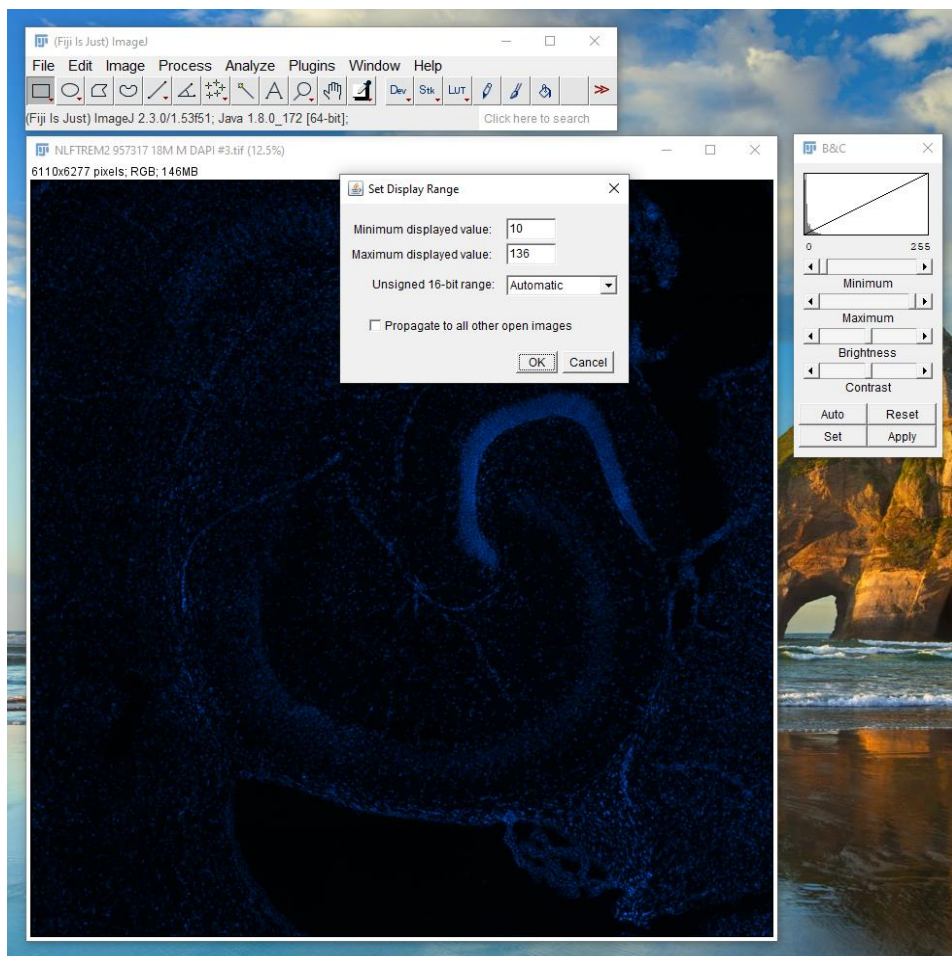 (Fiji Is Just) ImageJ
File Edit Image Process Analyze Plugins Window Help
A Dev Stk LUT >>
(Fiji Is Just) ImageJ 2.3.0/1.53f51; Java 1.8.0_172 [64-bit]; Click here to search
NLFTREM2 957317 18M M DAPI #3.tif (12.5%)
6110x6277 pixels; RGB; 146MB
Set Display Range
Minimum displayed value: 10
Maximum displayed value: 136
Unsigned 16-bit range: Automatic
Propagate to all other open images
OK Cancel
B&C
0 255
Minimum
Maximum
Brightness
Contrast
Auto Reset
Set Apply